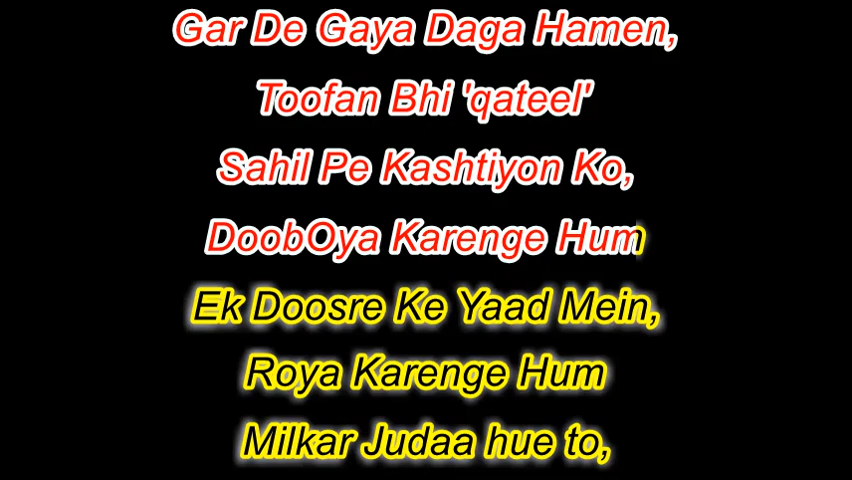 Gar De Gaya Daga Hamen,
Toofan Bhi 'qateel'
Sahil Pe Kashtiyon Ko,
DoobOya Karenge Hum
Ek Doosre Ke Yaad Mein,
Roya Karenge Hum
Milkar Judaa hue to,